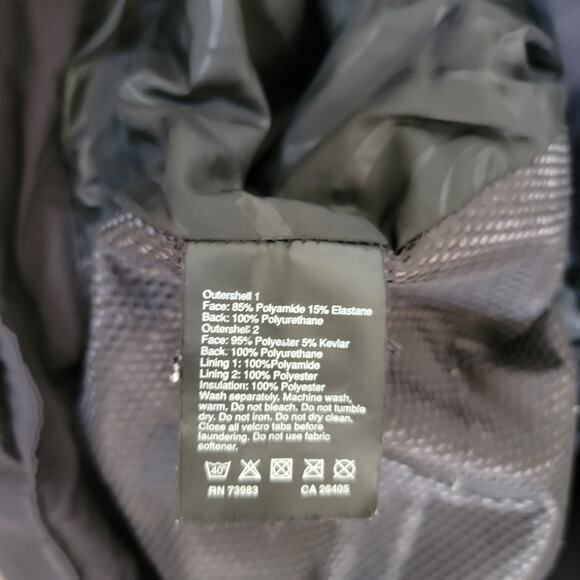 Outershell 1
Face: 85% Polyamide 15% Elastane
Back: 100% Polyurethane
Outershell 2
Face: 95% Polyester 5% Kevlar
Back: 100% Polyurethane
Lining 1: 100%Polyamide
Lining 2: 100% Polyester
Insulation: 100% Polyester
Wash separately. Machine wash,
warm. Do not bleach. Do not tumble
dry. Do not iron. Do not dry clean.
Close all velcro tabs before
laundering. Do not use fabric
softener.
40°
RN 73983 CA 26405